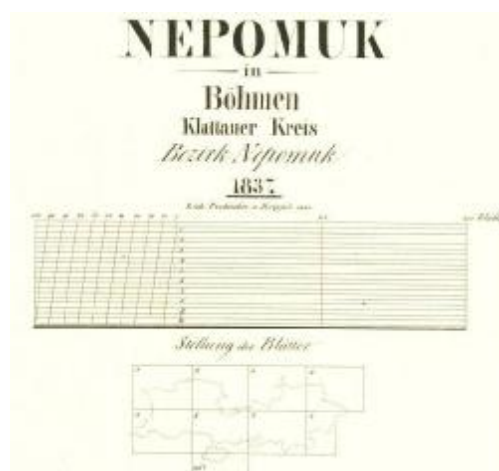 NEPOMUK
in
Böhmen
Klattauer Kreis
Bezirk Nepomuk
1837.
Stellung der Blätter